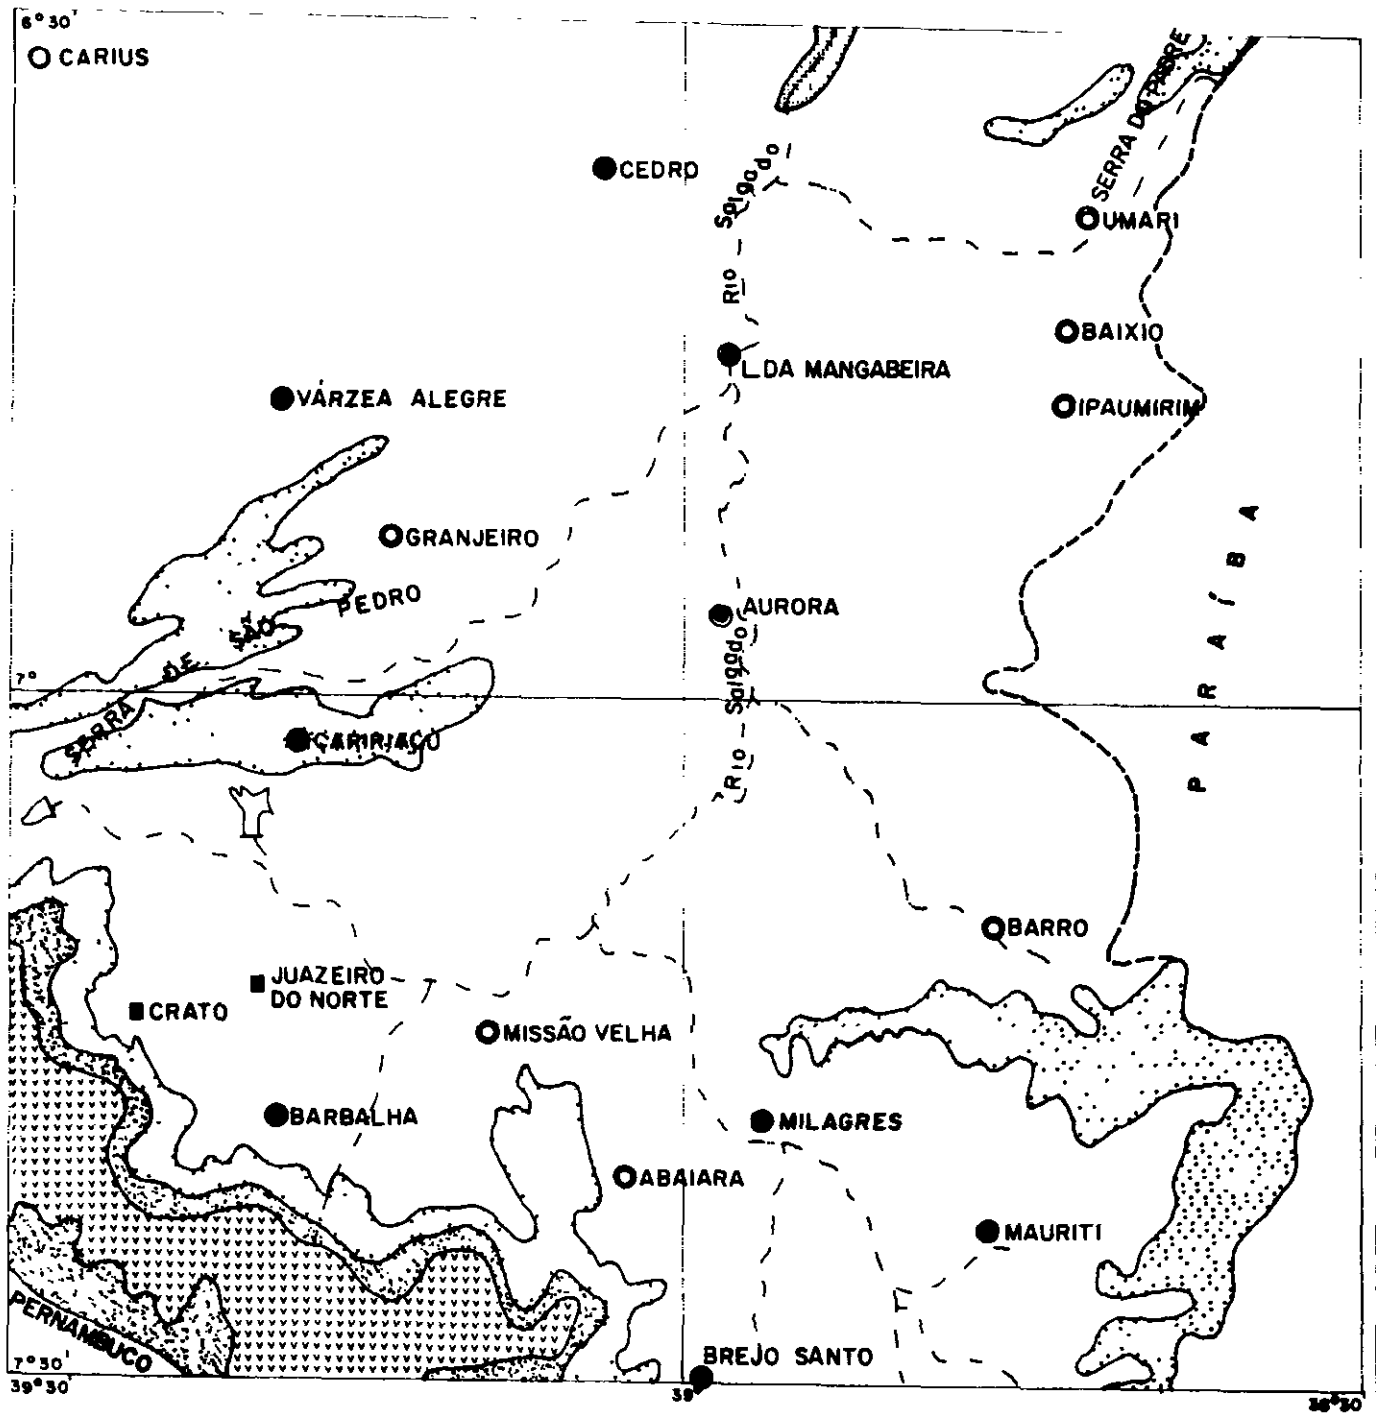 6°30'
CARIUS
SERRA DO PADRE
CEDRO
Rio Salgado
UMARI
BAIXIO
L.DA MANGABEIRA
VÁRZEA ALEGRE
IPAUMIRIM
GRANJEIRO
PARAÍBA
SERRA DE SÃO PEDRO
AURORA
Rio Salgado
7°
CARIRIAÇU
BARRO
JUAZEIRO
DO NORTE
CRATO
MISSÃO VELHA
BARBALHA
MILAGRES
ABAIARA
MAURITI
PERNAMBUCO
BREJO SANTO
7°30'
39°30'
39
38°30